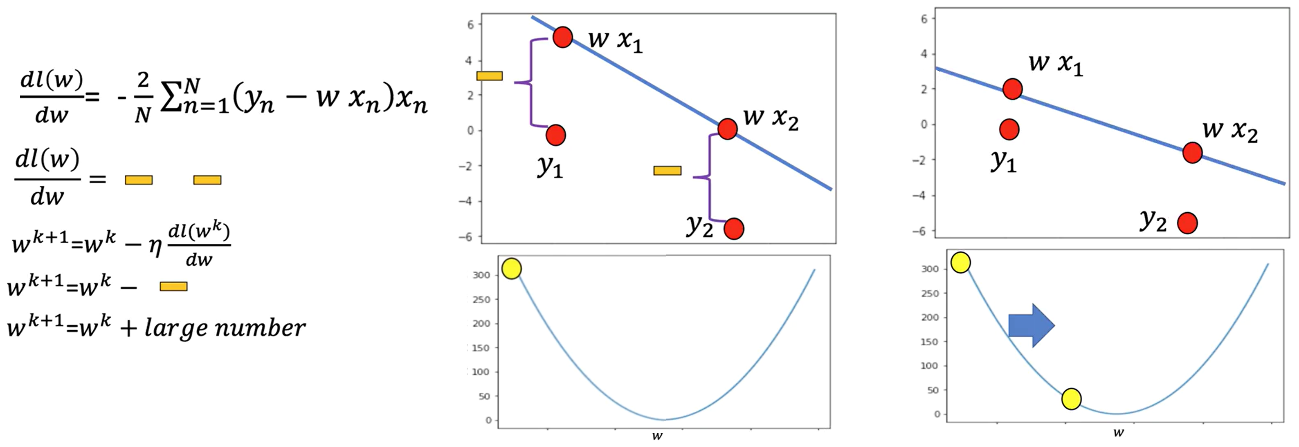 dl(w)/dw = - 2/N ∑_{n=1}^{N}(y_n − w x_n)x_n
dl(w)/dw =
w^{k+1}=w^k − η dl(w^k)/dw
w^{k+1}=w^k −
w^{k+1}=w^k + large number
6
4
2
0
−2
−4
−6
w x_1
w x_2
y_1
y_2
300
250
200
150
100
50
0
w
6
4
2
0
−2
−4
−6
w x_1
w x_2
y_1
y_2
300
250
200
150
100
50
0
w